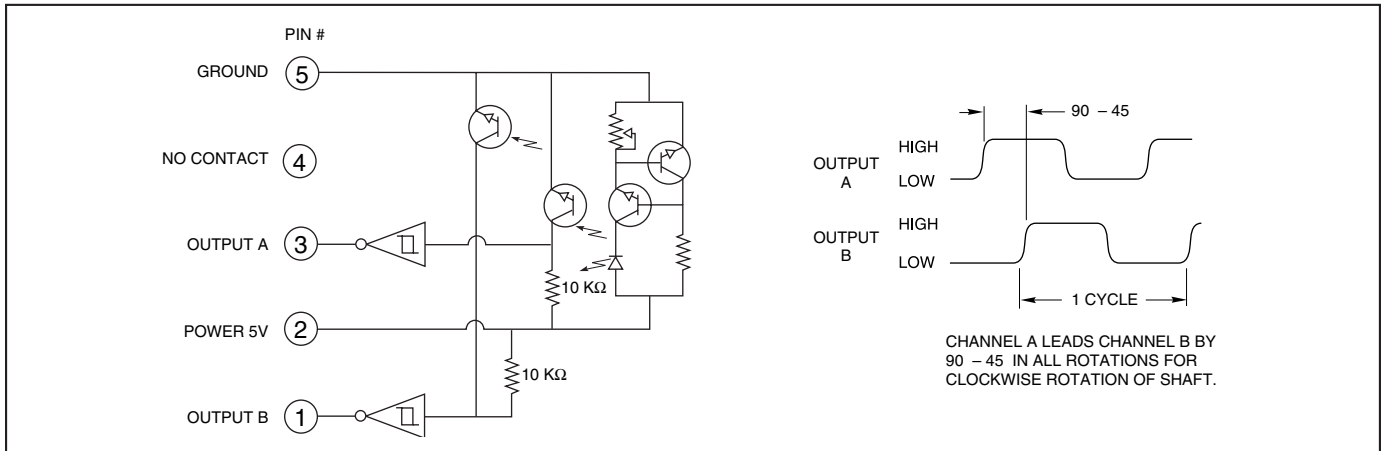 PIN #
GROUND 5
NO CONTACT 4
OUTPUT A 3
10 KΩ
POWER 5V 2
10 KΩ
OUTPUT B 1
90 – 45
OUTPUT
A
HIGH
LOW
OUTPUT
B
HIGH
LOW
1 CYCLE
CHANNEL A LEADS CHANNEL B BY
90 – 45 IN ALL ROTATIONS FOR
CLOCKWISE ROTATION OF SHAFT.